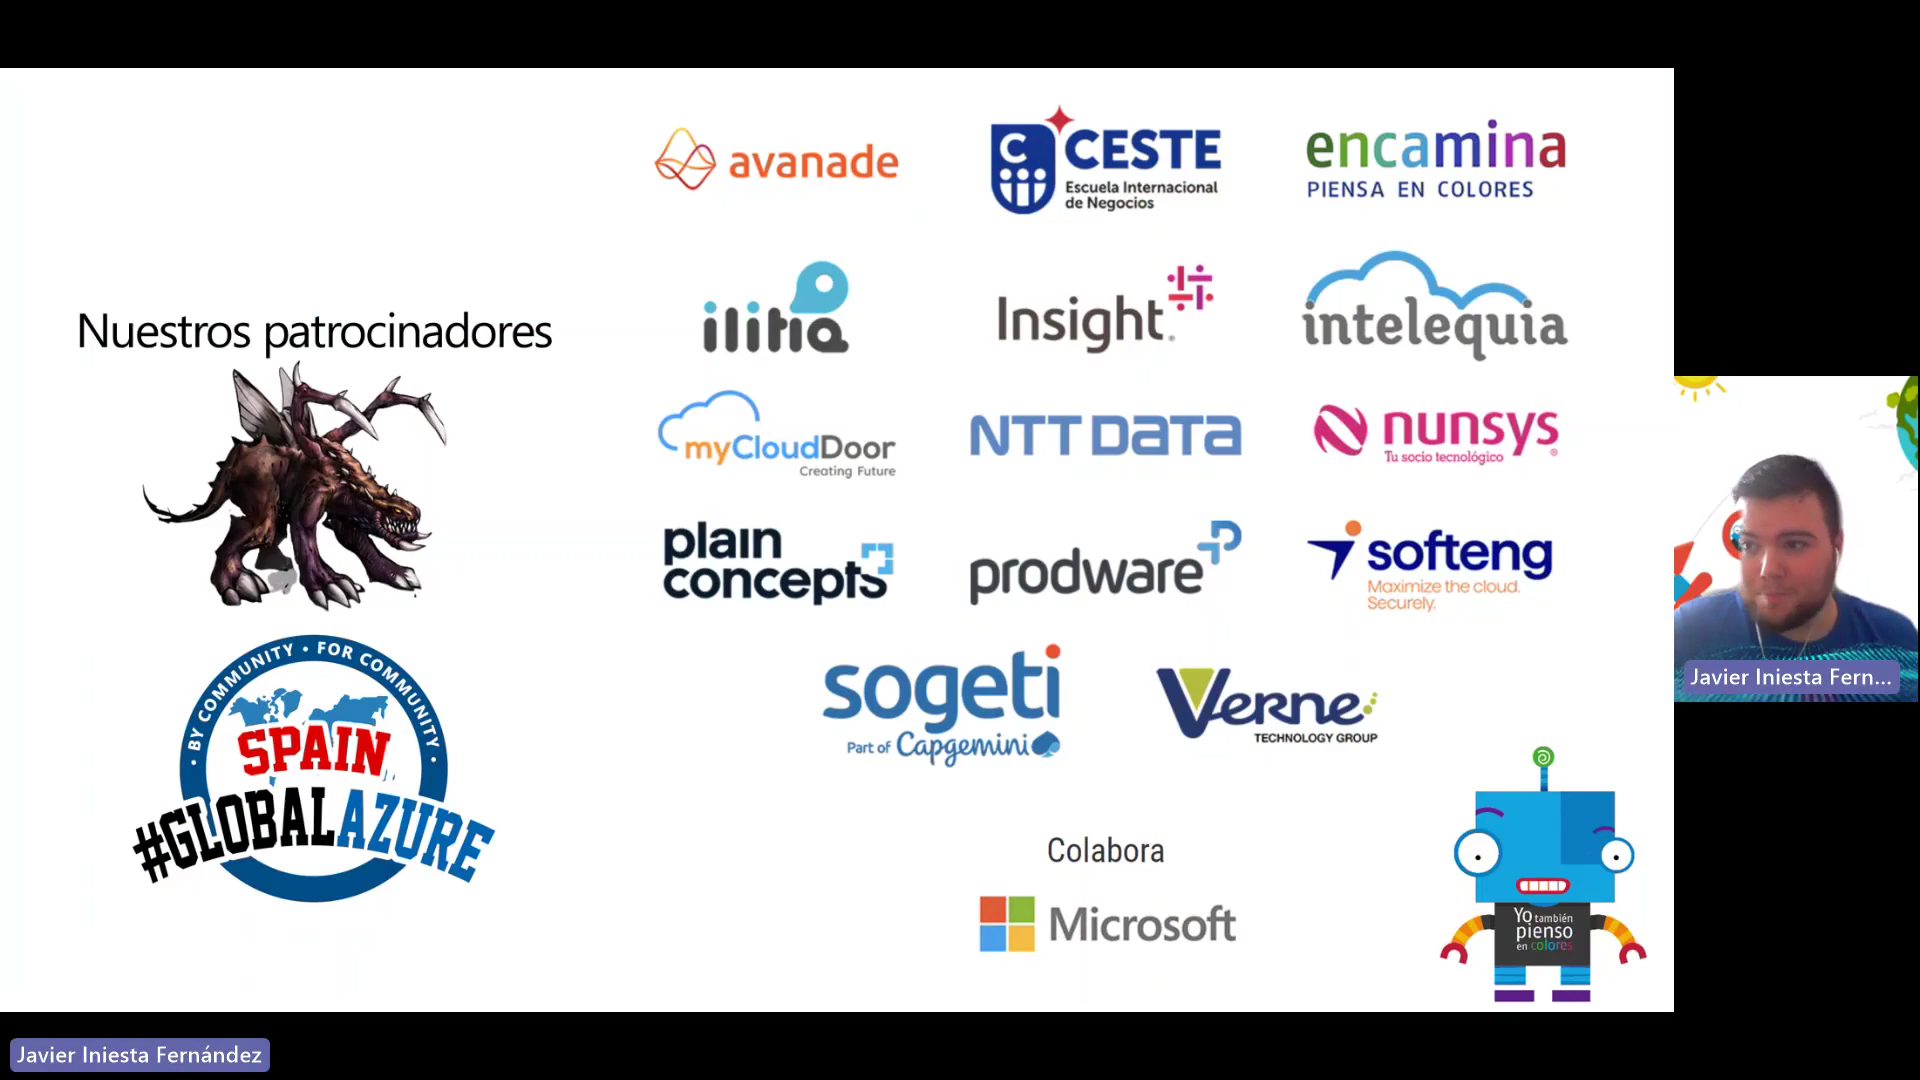 Nuestros patrocinadores
• BY COMMUNITY • FOR COMMUNITY •
SPAIN
#GLOBALAZURE
avanade
C
CESTE
Escuela Internacional
de Negocios
encamina
PIENSA EN COLORES
ilitia
Insight
intelequia
myCloudDoor
Creating Future
NTT DATA
nunsys
Tu socio tecnológico
plain
concepts
prodware
softeng
Maximize the cloud.
Securely.
sogeti
Part of Capgemini
Verne
TECHNOLOGY GROUP
Colabora
Microsoft
Yo también
pienso
en colores
Javier Iniesta Fern...
Javier Iniesta Fernández